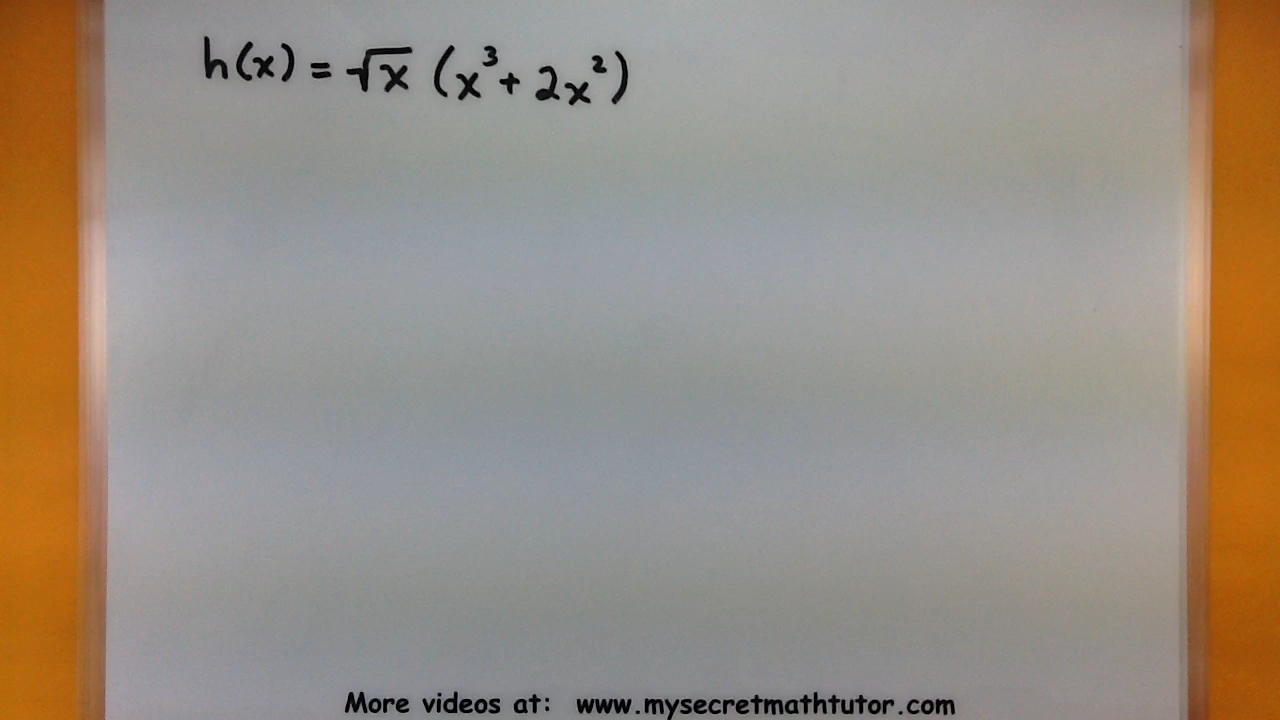 h(x) = √x (x³ + 2x²)
More videos at: www.mysecretmathtutor.com